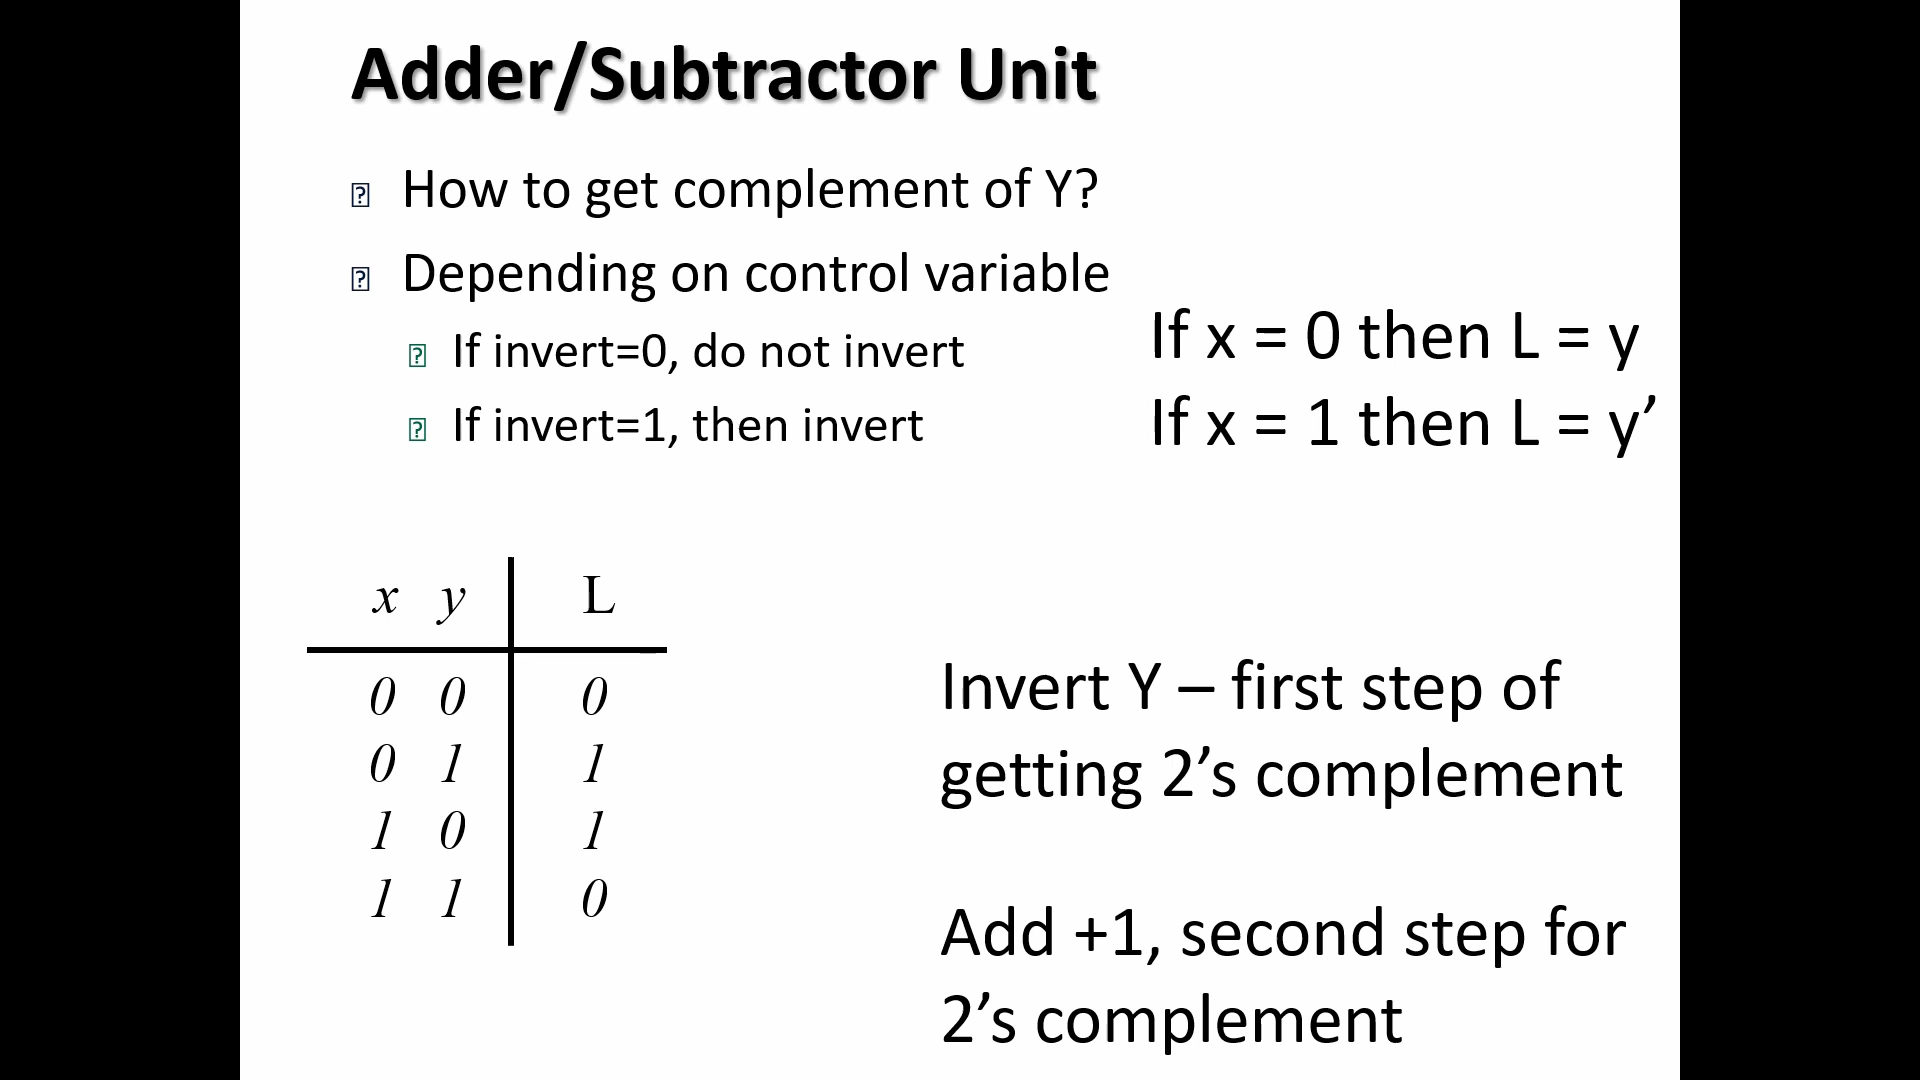 Adder/Subtractor Unit
How to get complement of Y?
Depending on control variable
If invert=0, do not invert
If invert=1, then invert
If x = 0 then L = y
If x = 1 then L = y’
x y L
0 0 0
0 1 1
1 0 1
1 1 0
Invert Y – first step of
getting 2’s complement
Add +1, second step for
2’s complement